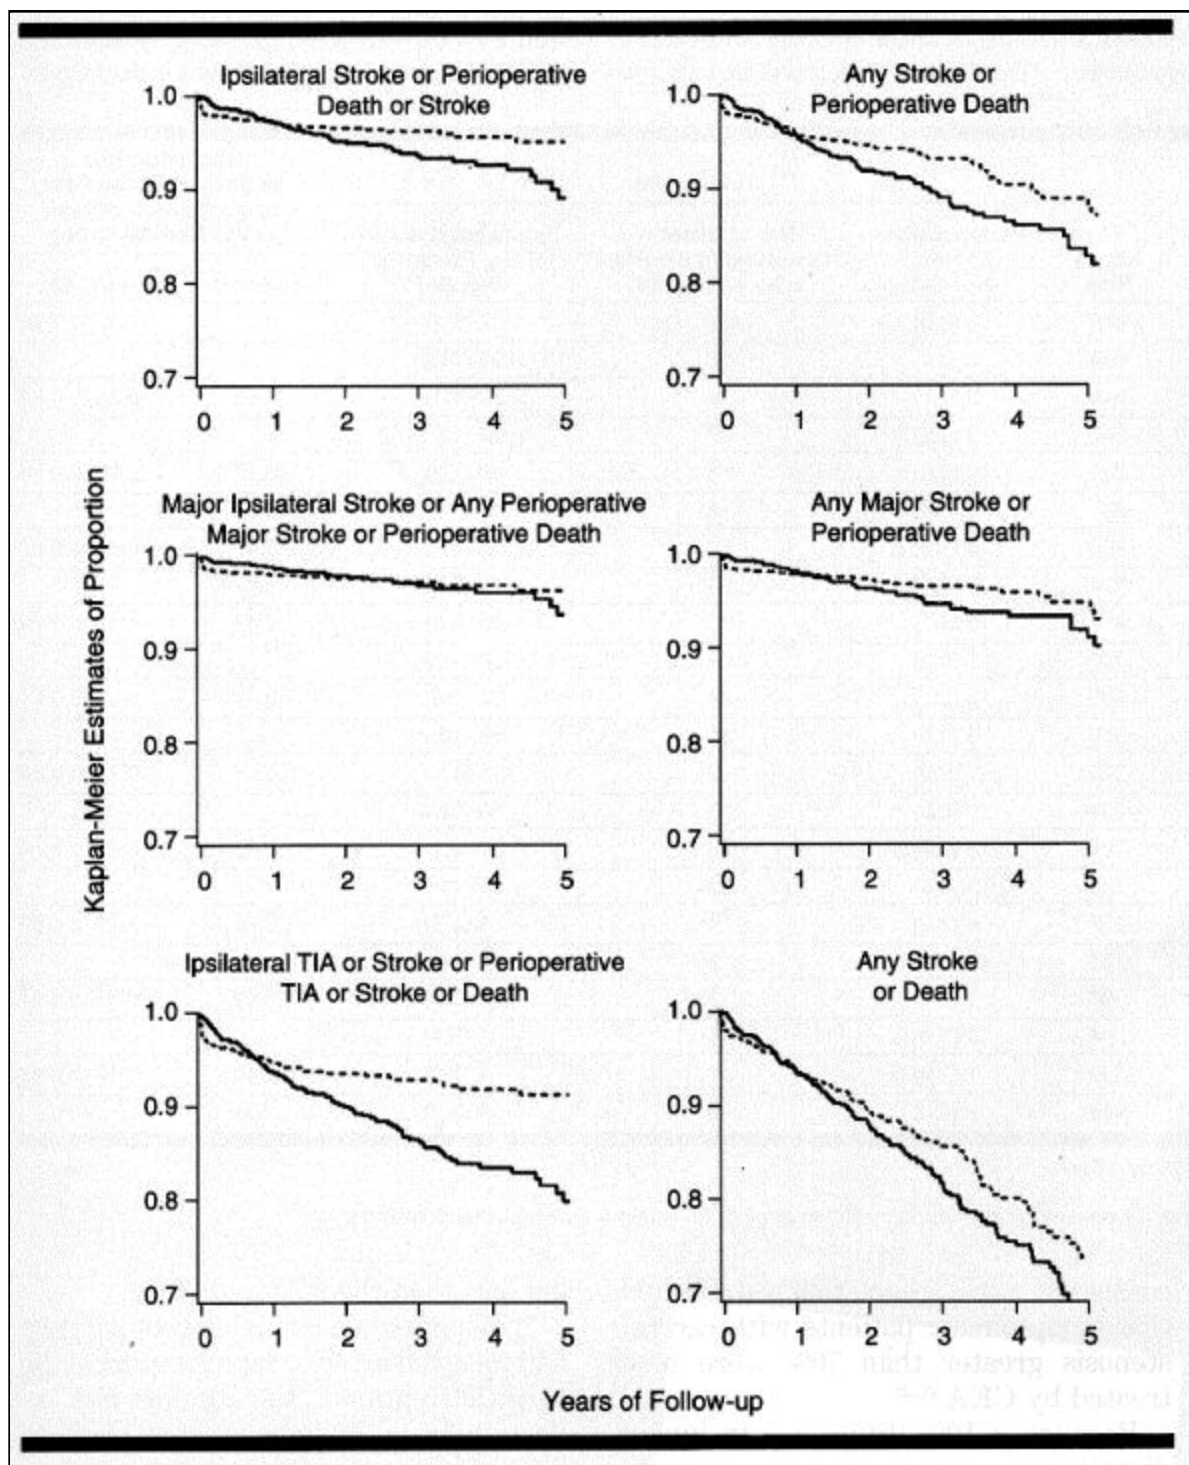 Ipsilateral Stroke or Perioperative
Death or Stroke
1.0
0.9
0.8
0.7
0 1 2 3 4 5
Any Stroke or
Perioperative Death
1.0
0.9
0.8
0.7
0 1 2 3 4 5
Kaplan-Meier Estimates of Proportion
Major Ipsilateral Stroke or Any Perioperative
Major Stroke or Perioperative Death
1.0
0.9
0.8
0.7
0 1 2 3 4 5
Any Major Stroke or
Perioperative Death
1.0
0.9
0.8
0.7
0 1 2 3 4 5
Ipsilateral TIA or Stroke or Perioperative
TIA or Stroke or Death
1.0
0.9
0.8
0.7
0 1 2 3 4 5
Any Stroke
or Death
1.0
0.9
0.8
0.7
0 1 2 3 4 5
Years of Follow-up